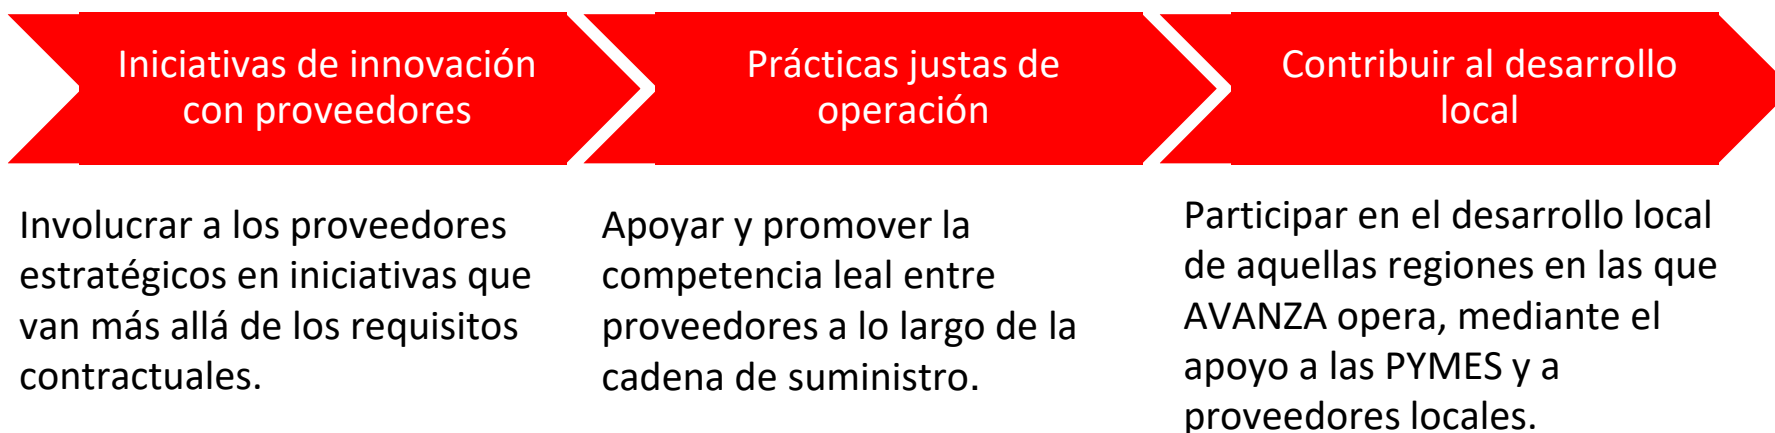 Iniciativas de innovación
con proveedores
Prácticas justas de
operación
Contribuir al desarrollo
local
Involucrar a los proveedores
estratégicos en iniciativas que
van más allá de los requisitos
contractuales.
Apoyar y promover la
competencia leal entre
proveedores a lo largo de la
cadena de suministro.
Participar en el desarrollo local
de aquellas regiones en las que
AVANZA opera, mediante el
apoyo a las PYMES y a
proveedores locales.